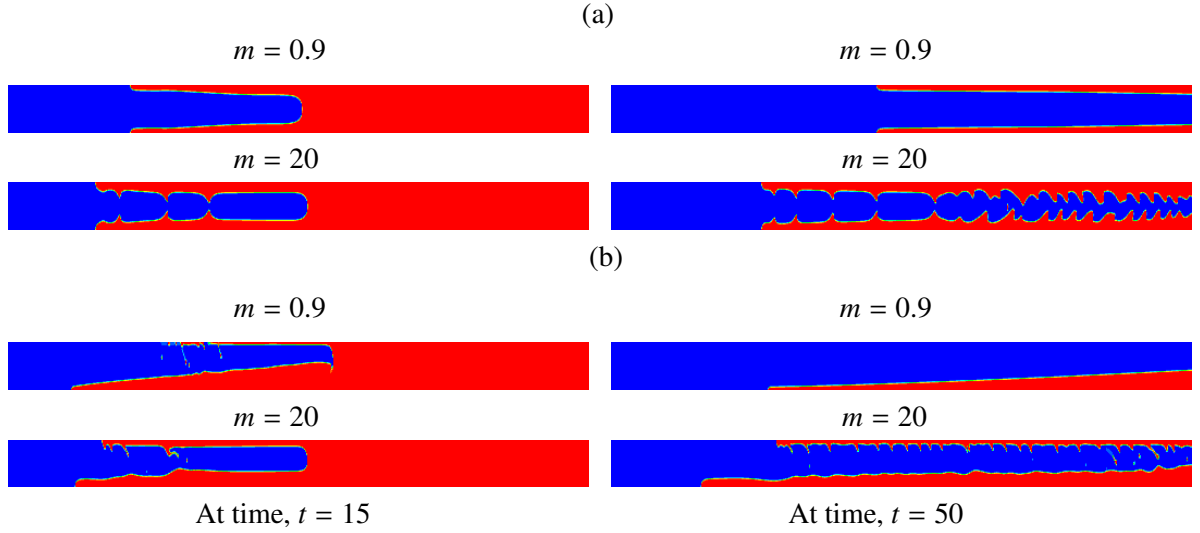 (a)
m = 0.9 m = 0.9
m = 20 m = 20
(b)
m = 0.9 m = 0.9
m = 20 m = 20
At time, t = 15 At time, t = 50